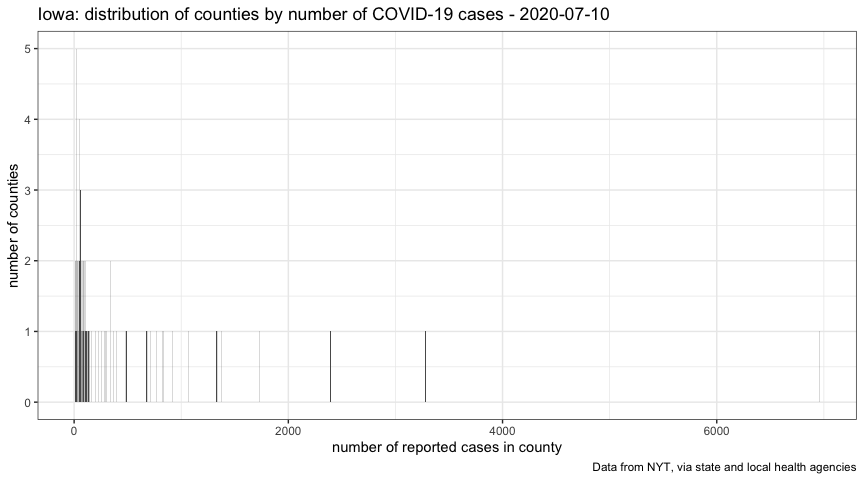 Iowa: distribution of counties by number of COVID-19 cases - 2020-07-10
5
4
3
2
1
0
number of counties
0 2000 4000 6000
number of reported cases in county
Data from NYT, via state and local health agencies